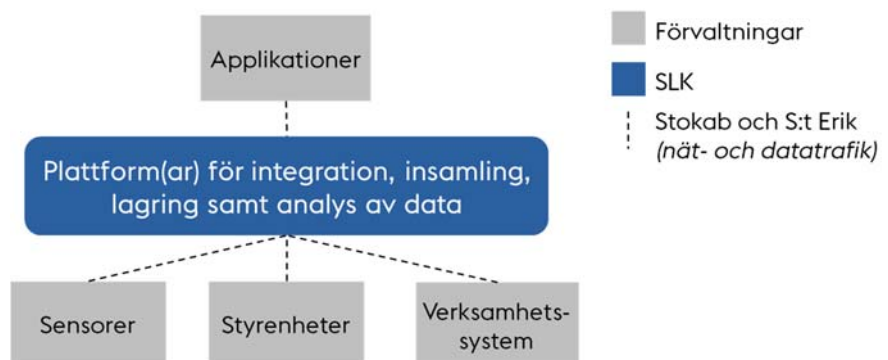 Applikationer
Plattform(ar) för integration, insamling,
lagring samt analys av data
Sensorer
Styrenheter
Verksamhets-
system
Förvaltningar
SLK
Stokab och S:t Erik
(nät- och datatrafik)